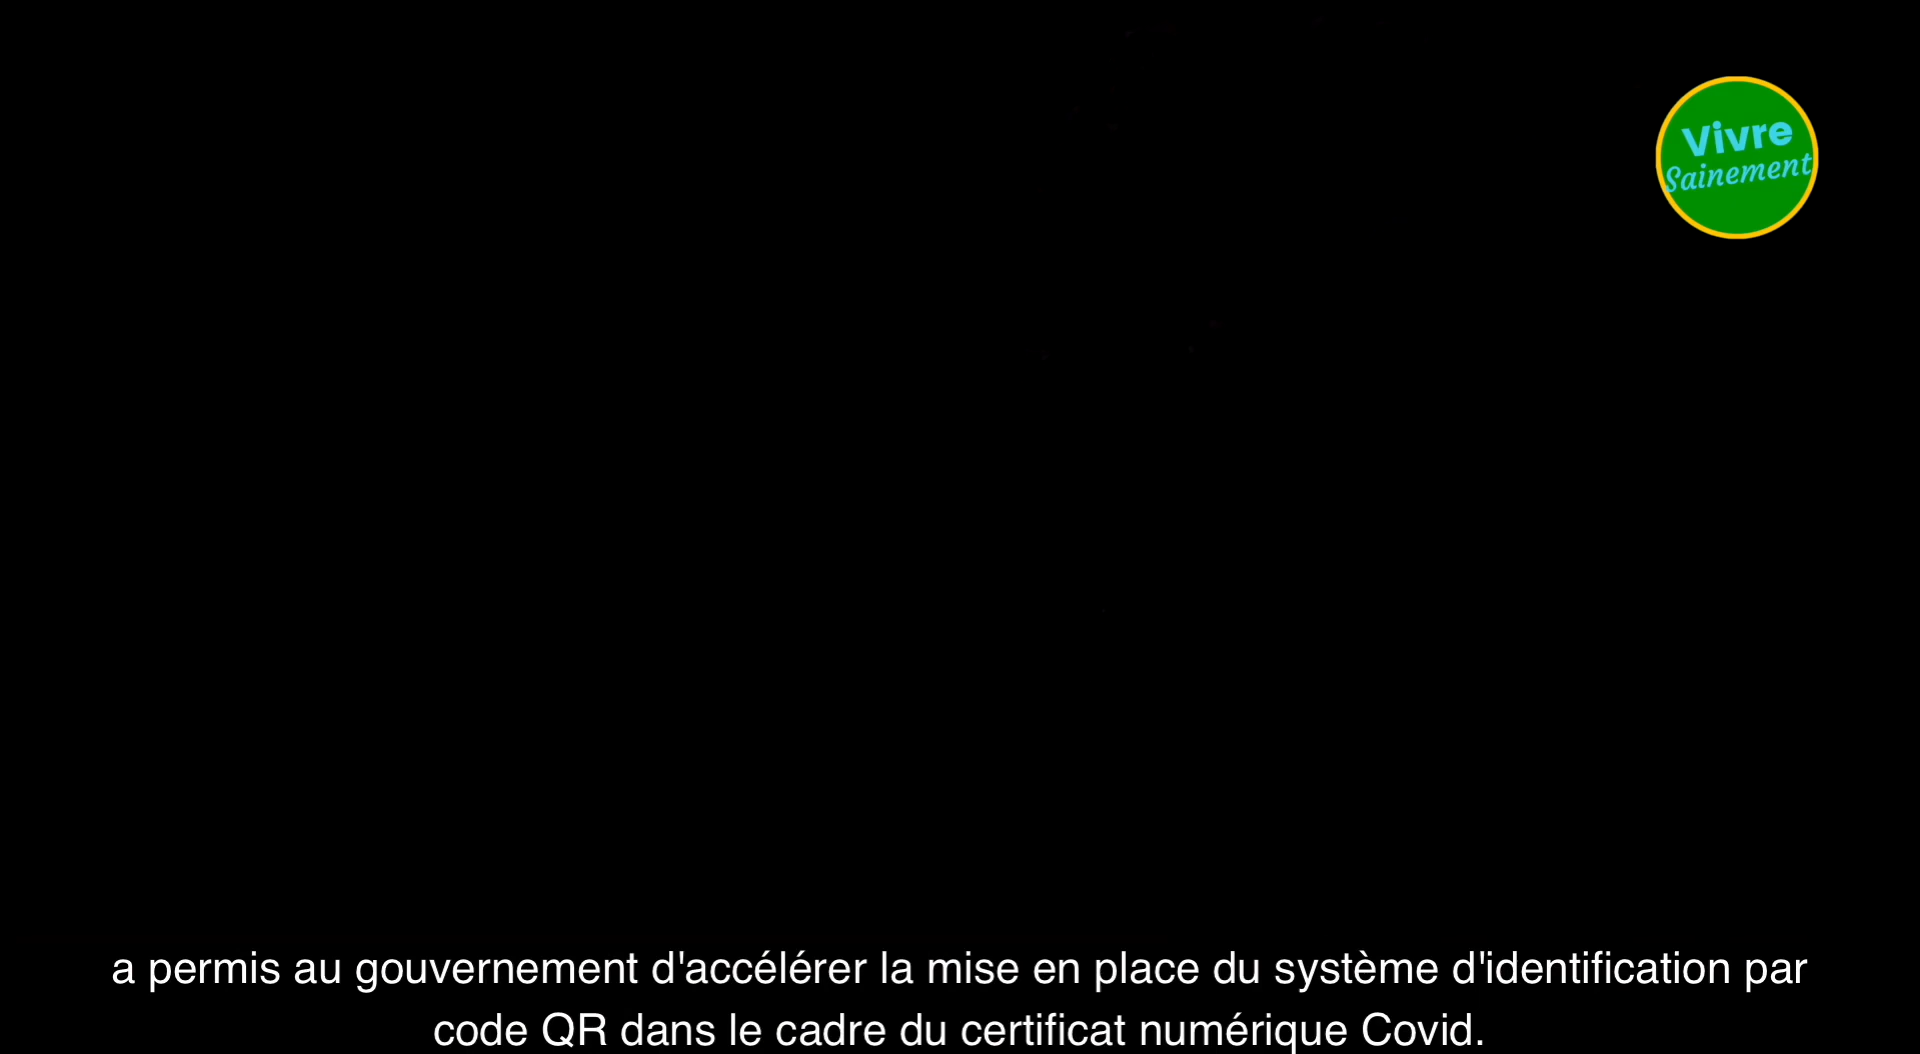 Vivre
Sainement
a permis au gouvernement d'accélérer la mise en place du système d'identification par
code QR dans le cadre du certificat numérique Covid.